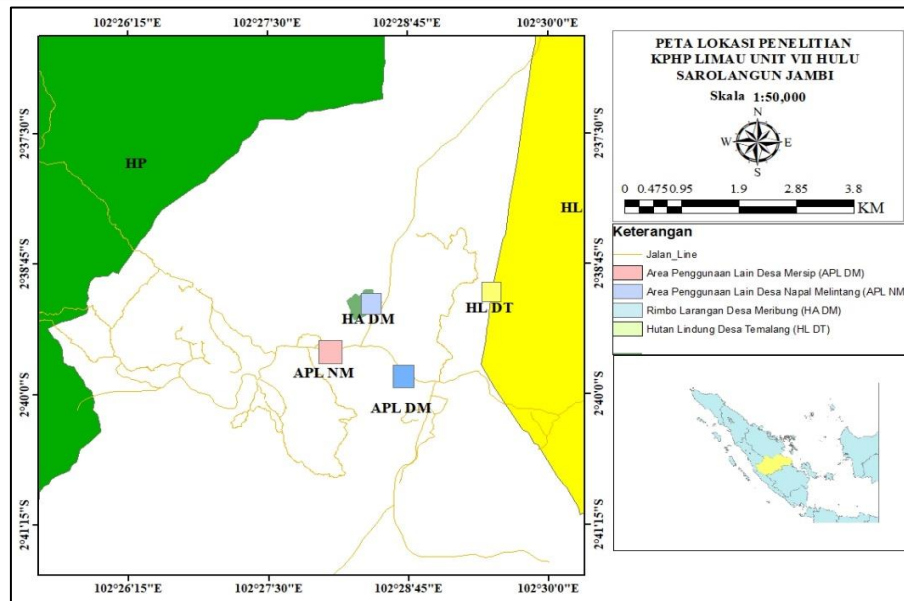 102°26'15"E 102°27'30"E 102°28'45"E 102°30'0"E
2°37'30"S
2°38'45"S
2°40'0"S
2°41'15"S
HP
HL
HA DM
HL DT
APL NM
APL DM
2°37'30"S
2°38'45"S
2°40'0"S
2°41'15"S
102°26'15"E 102°27'30"E 102°28'45"E 102°30'0"E
PETA LOKASI PENELITIAN
KPHP LIMAU UNIT VII HULU
SAROLANGUN JAMBI
Skala 1:50,000
N
W E
S
0 0.475 0.95 1.9 2.85 3.8
KM
Keterangan
Jalan_Line
Area Penggunaan Lain Desa Mersip (APL DM)
Area Penggunaan Lain Desa Napal Melintang (APL NM
Rimbo Larangan Desa Meribung (HA DM)
Hutan Lindung Desa Temalang (HL DT)